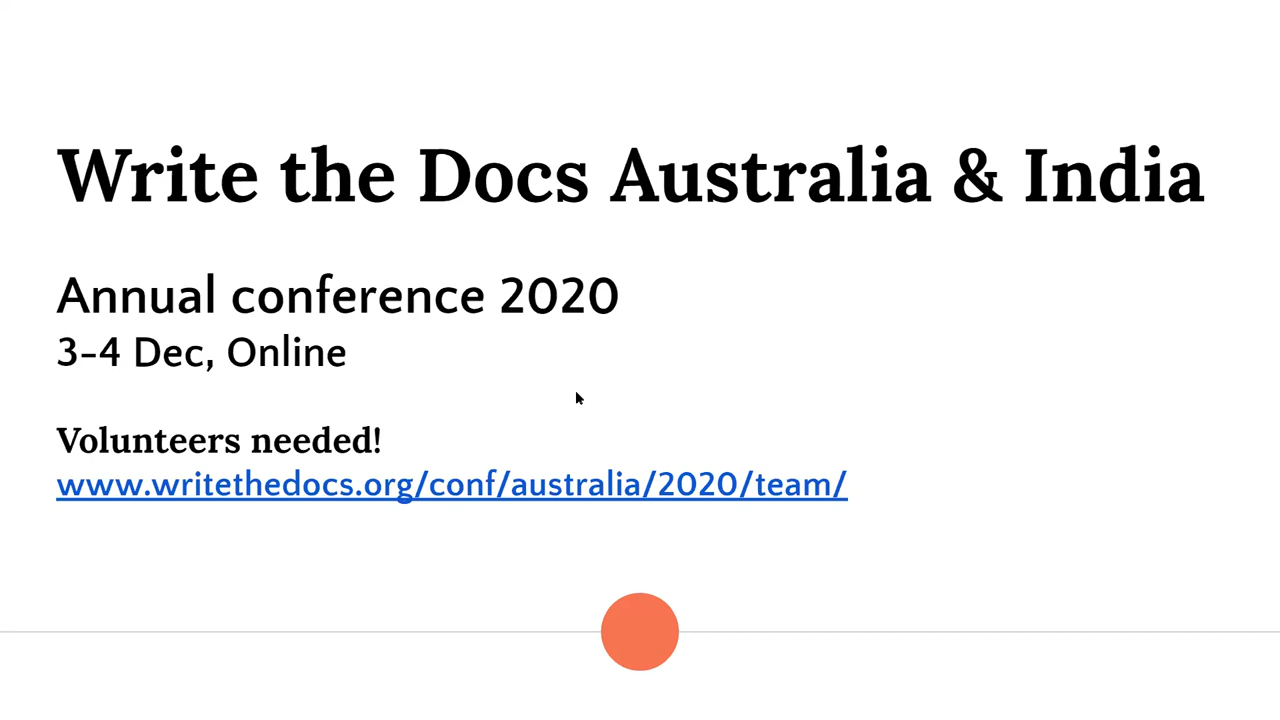 Write the Docs Australia & India
Annual conference 2020
3-4 Dec, Online
Volunteers needed!
www.writethedocs.org/conf/australia/2020/team/